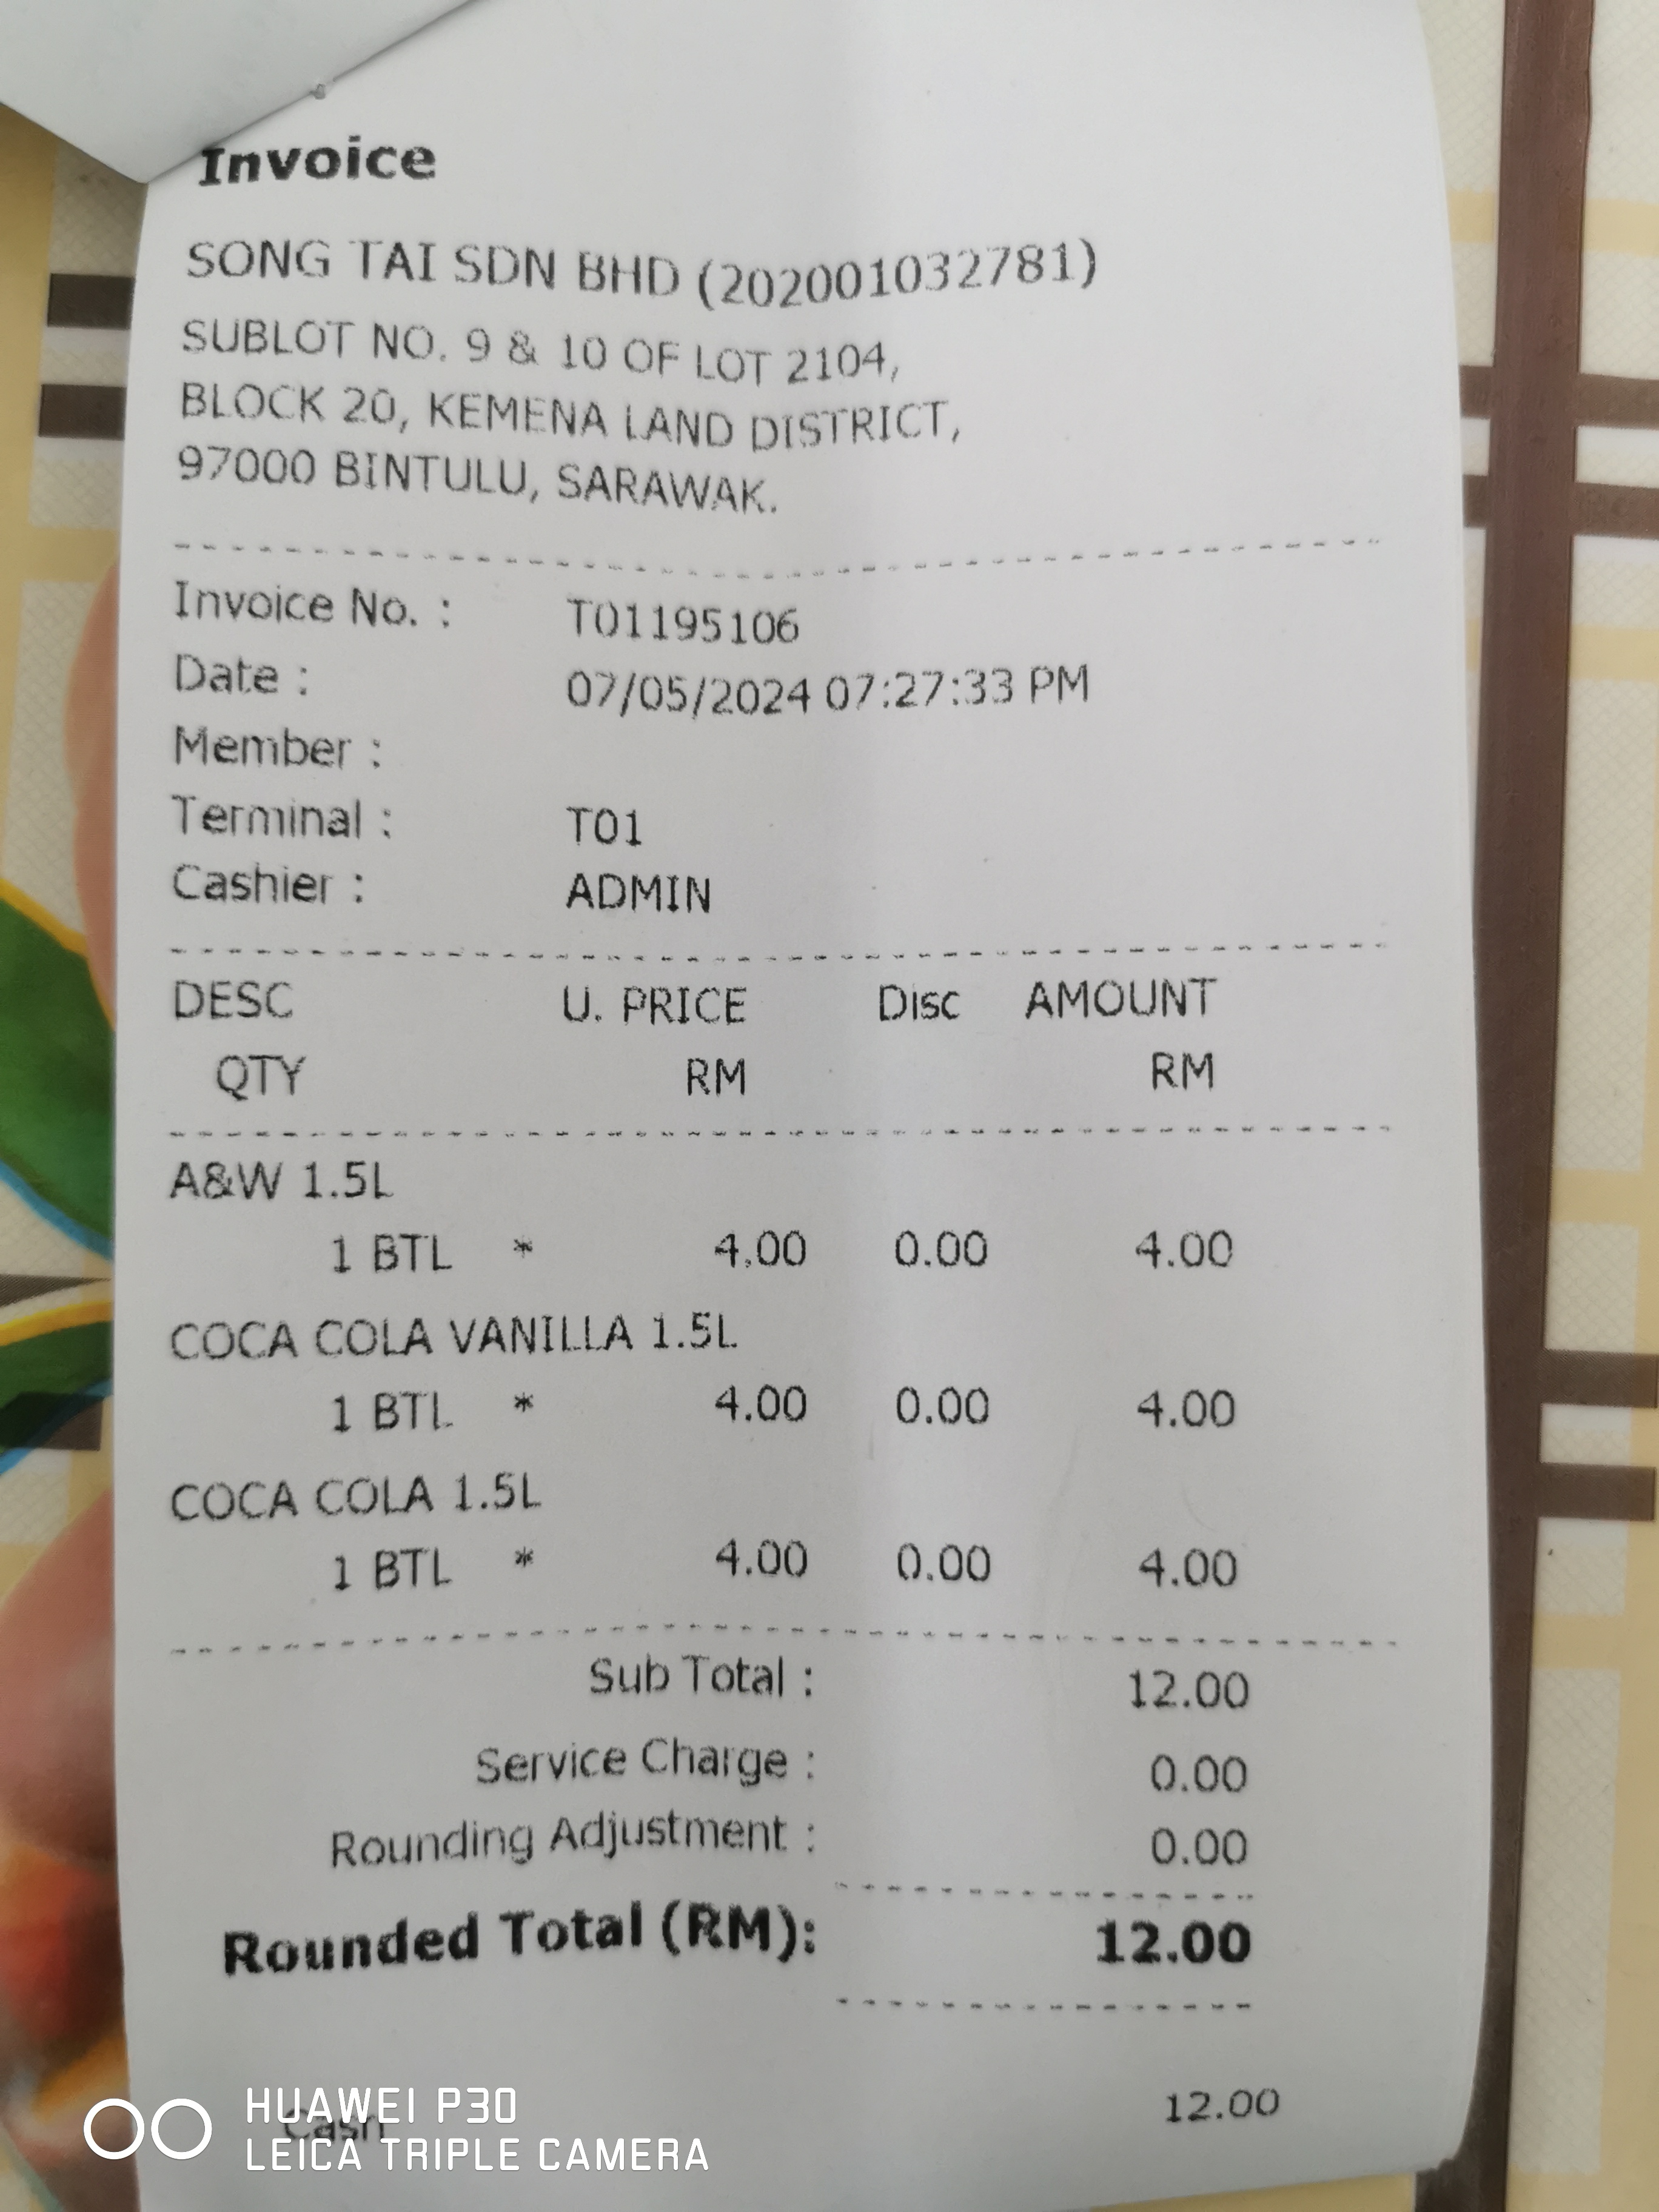 Invoice
SONG TAI SDN BHD (202001032781)
SUBLOT NO. 9 & 10 OF LOT 2104,
BLOCK 20, KEMENA LAND DISTRICT,
97000 BINTULU, SARAWAK.
Invoice No. : T01195106
Date : 07/05/2024 07:27:33 PM
Member :
Terminal : T01
Cashier : ADMIN
DESC U. PRICE Disc AMOUNT
QTY RM RM
A&W 1.5L
1 BTL * 4.00 0.00 4.00
COCA COLA VANILLA 1.5L
1 BTL * 4.00 0.00 4.00
COCA COLA 1.5L
1 BTL * 4.00 0.00 4.00
Sub Total : 12.00
Service Charge : 0.00
Rounding Adjustment : 0.00
Rounded Total (RM): 12.00
Cash 12.00
HUAWEI P30
LEICA TRIPLE CAMERA